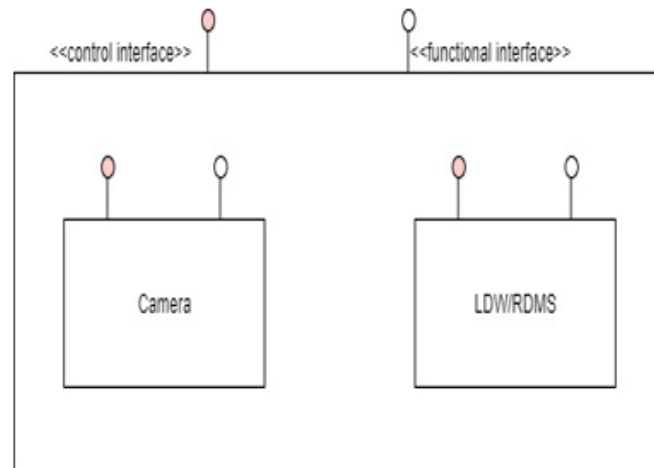 <<control interface>>
<<functional interface>>
Camera
LDW/RDMS